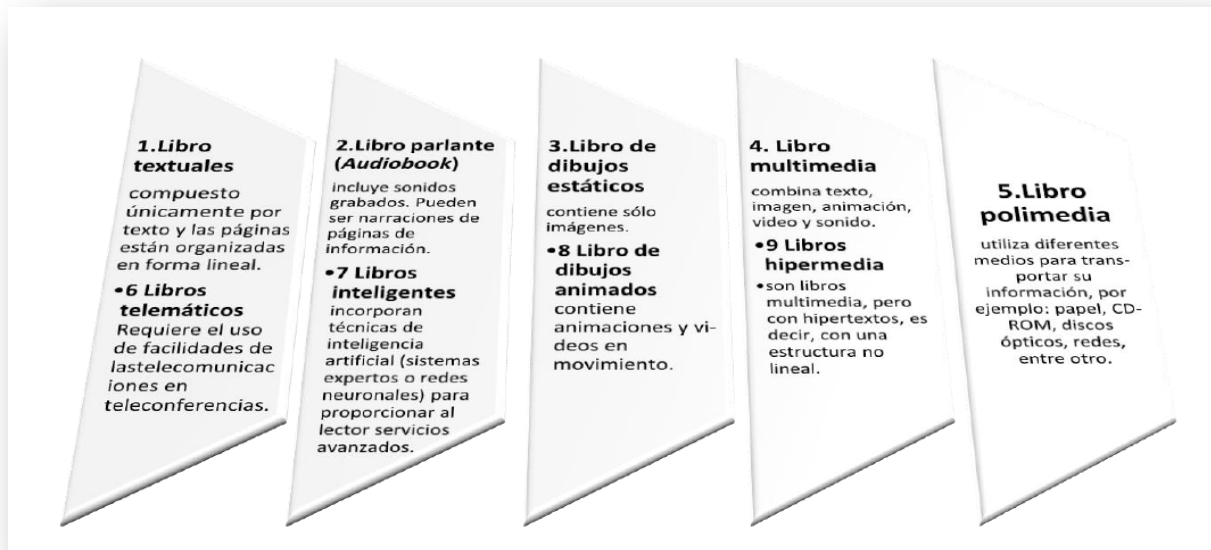 1.Libro
textuales
compuesto
únicamente por
texto y las páginas
están organizadas
en forma lineal.
•6 Libros
telemáticos
Requiere el uso
de facilidades de
lastelecomunicac
iones en
teleconferencias.
2.Libro parlante
(Audiobook)
incluye sonidos
grabados. Pueden
ser narraciones de
páginas de
información.
•7 Libros
inteligentes
incorporan
técnicas de
inteligencia
artificial (sistemas
expertos o redes
neuronales) para
proporcionar al
lector servicios
avanzados.
3.Libro de
dibujos
estáticos
contiene sólo
imágenes.
•8 Libro de
dibujos
animados
contiene
animaciones y vi-
deos en
movimiento.
4. Libro
multimedia
combina texto,
imagen, animación,
video y sonido.
•9 Libros
hipermedia
•son libros
multimedia, pero
con hipertextos, es
decir, con una
estructura no
lineal.
5.Libro
polimedia
utiliza diferentes
medios para trans-
portar su
información, por
ejemplo: papel, CD-
ROM, discos
ópticos, redes,
entre otro.